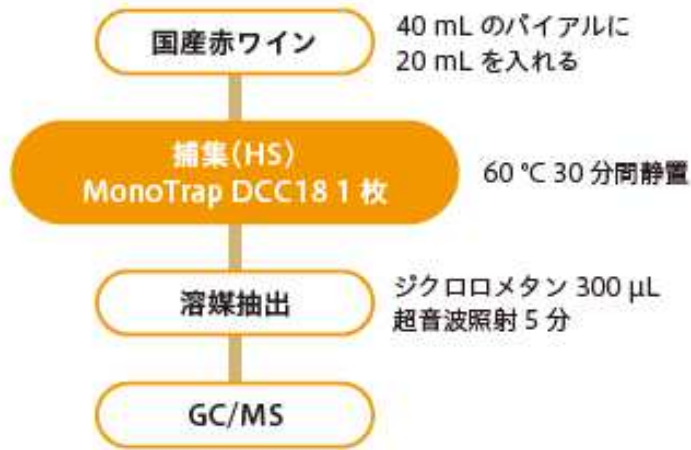 国産赤ワイン
40 mL のバイアルに
20 mL を入れる
捕集(HS)
MonoTrap DCC18 1 枚
60 ℃ 30 分間静置
溶媒抽出
ジクロロメタン 300 μL
超音波照射 5 分
GC/MS